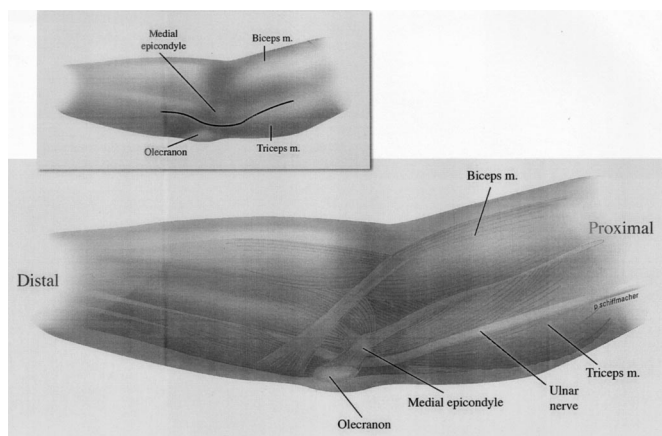 Medial
epicondyle
Biceps m.
Olecranon
Triceps m.
Biceps m.
Proximal
Distal
p.schiffmacher
Triceps m.
Ulnar
nerve
Medial epicondyle
Olecranon